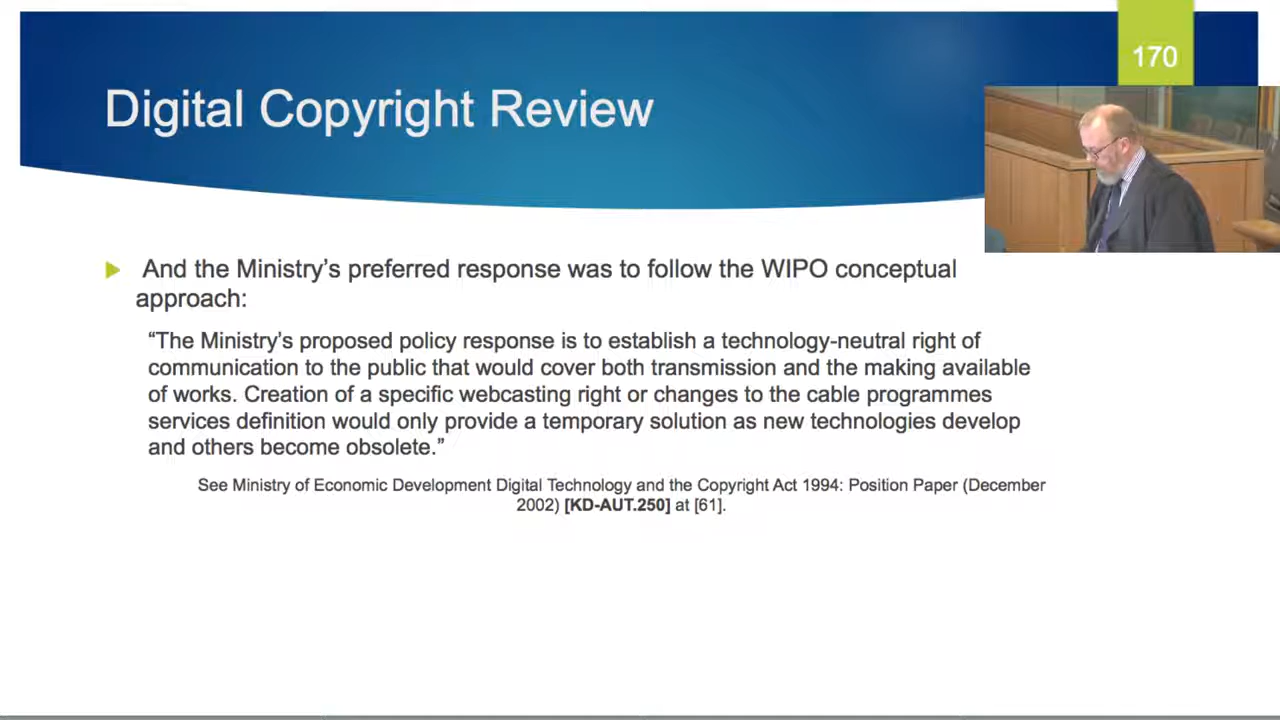 170
Digital Copyright Review
And the Ministry’s preferred response was to follow the WIPO conceptual
approach:
“The Ministry’s proposed policy response is to establish a technology-neutral right of
communication to the public that would cover both transmission and the making available
of works. Creation of a specific webcasting right or changes to the cable programmes
services definition would only provide a temporary solution as new technologies develop
and others become obsolete.”
See Ministry of Economic Development Digital Technology and the Copyright Act 1994: Position Paper (December
2002) [KD-AUT.250] at [61].